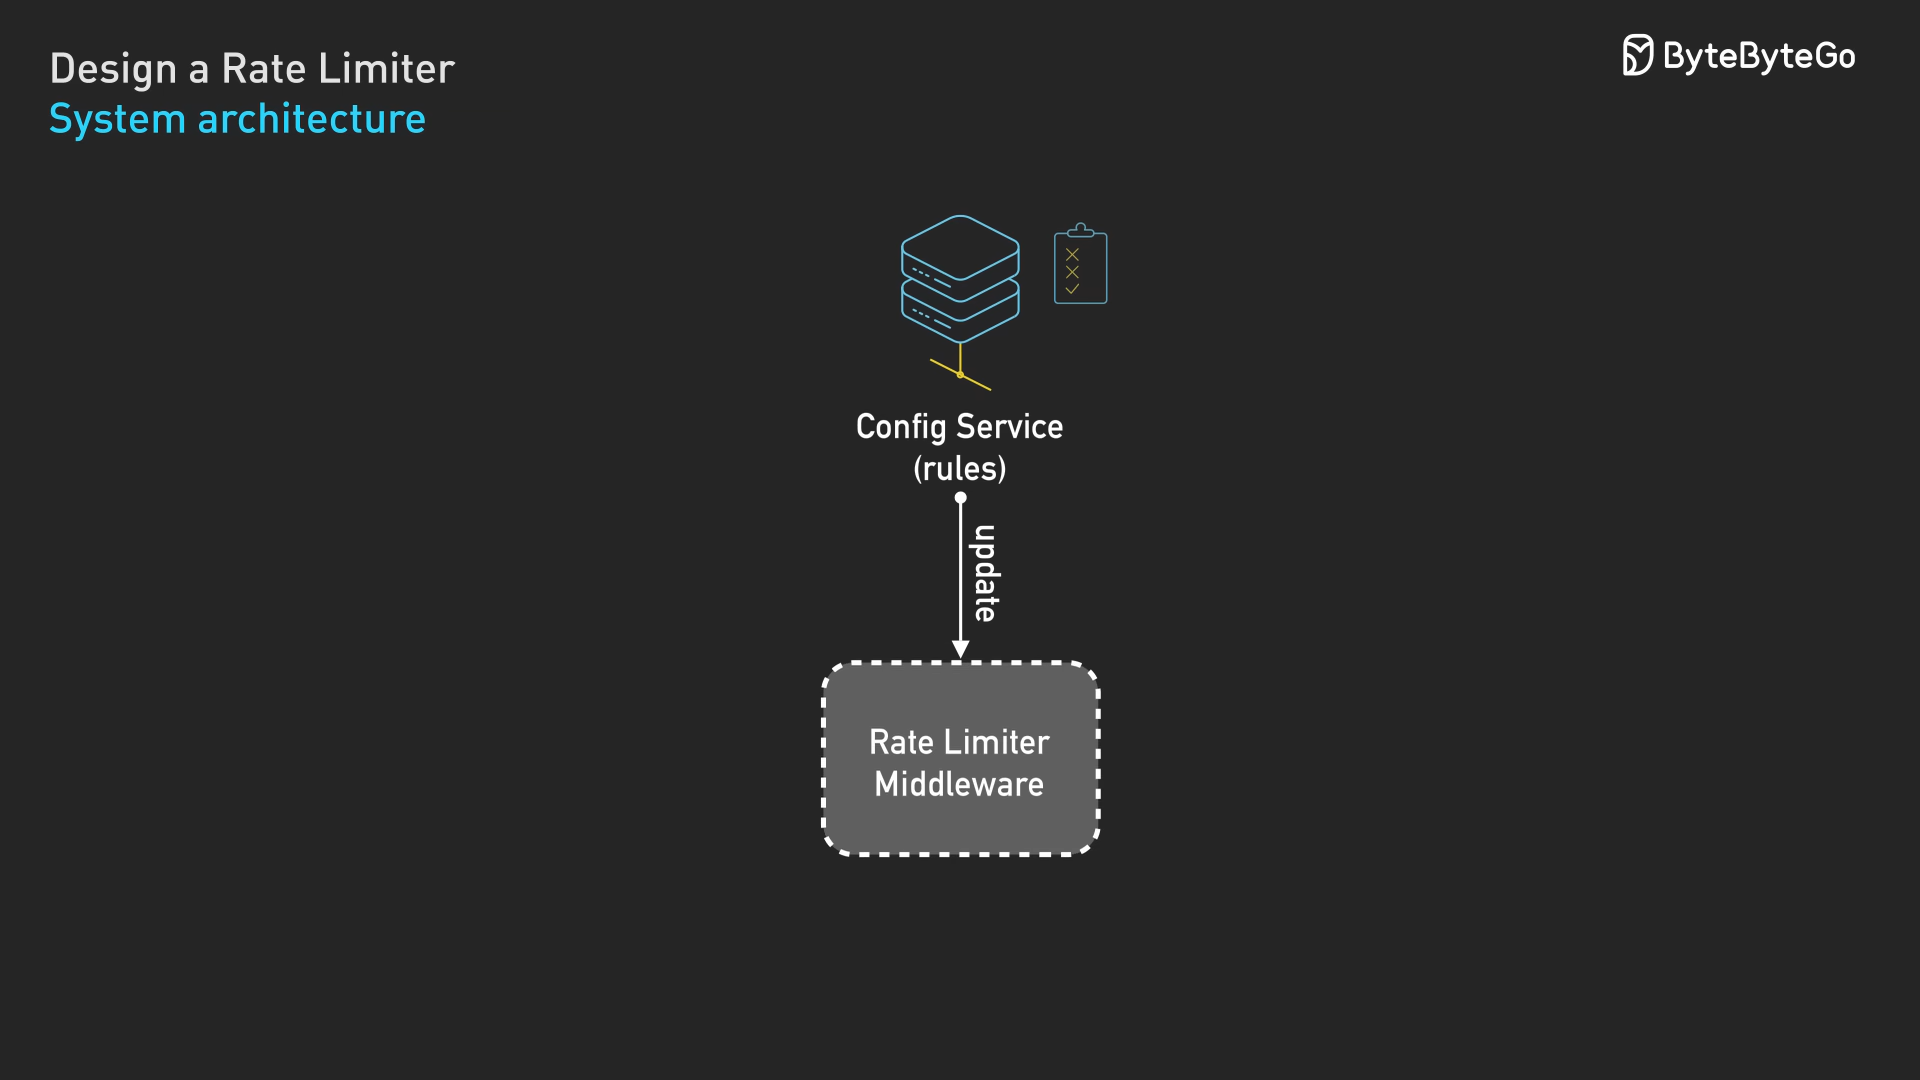 Design a Rate Limiter
System architecture
ByteByteGo
Config Service
(rules)
update
Rate Limiter
Middleware